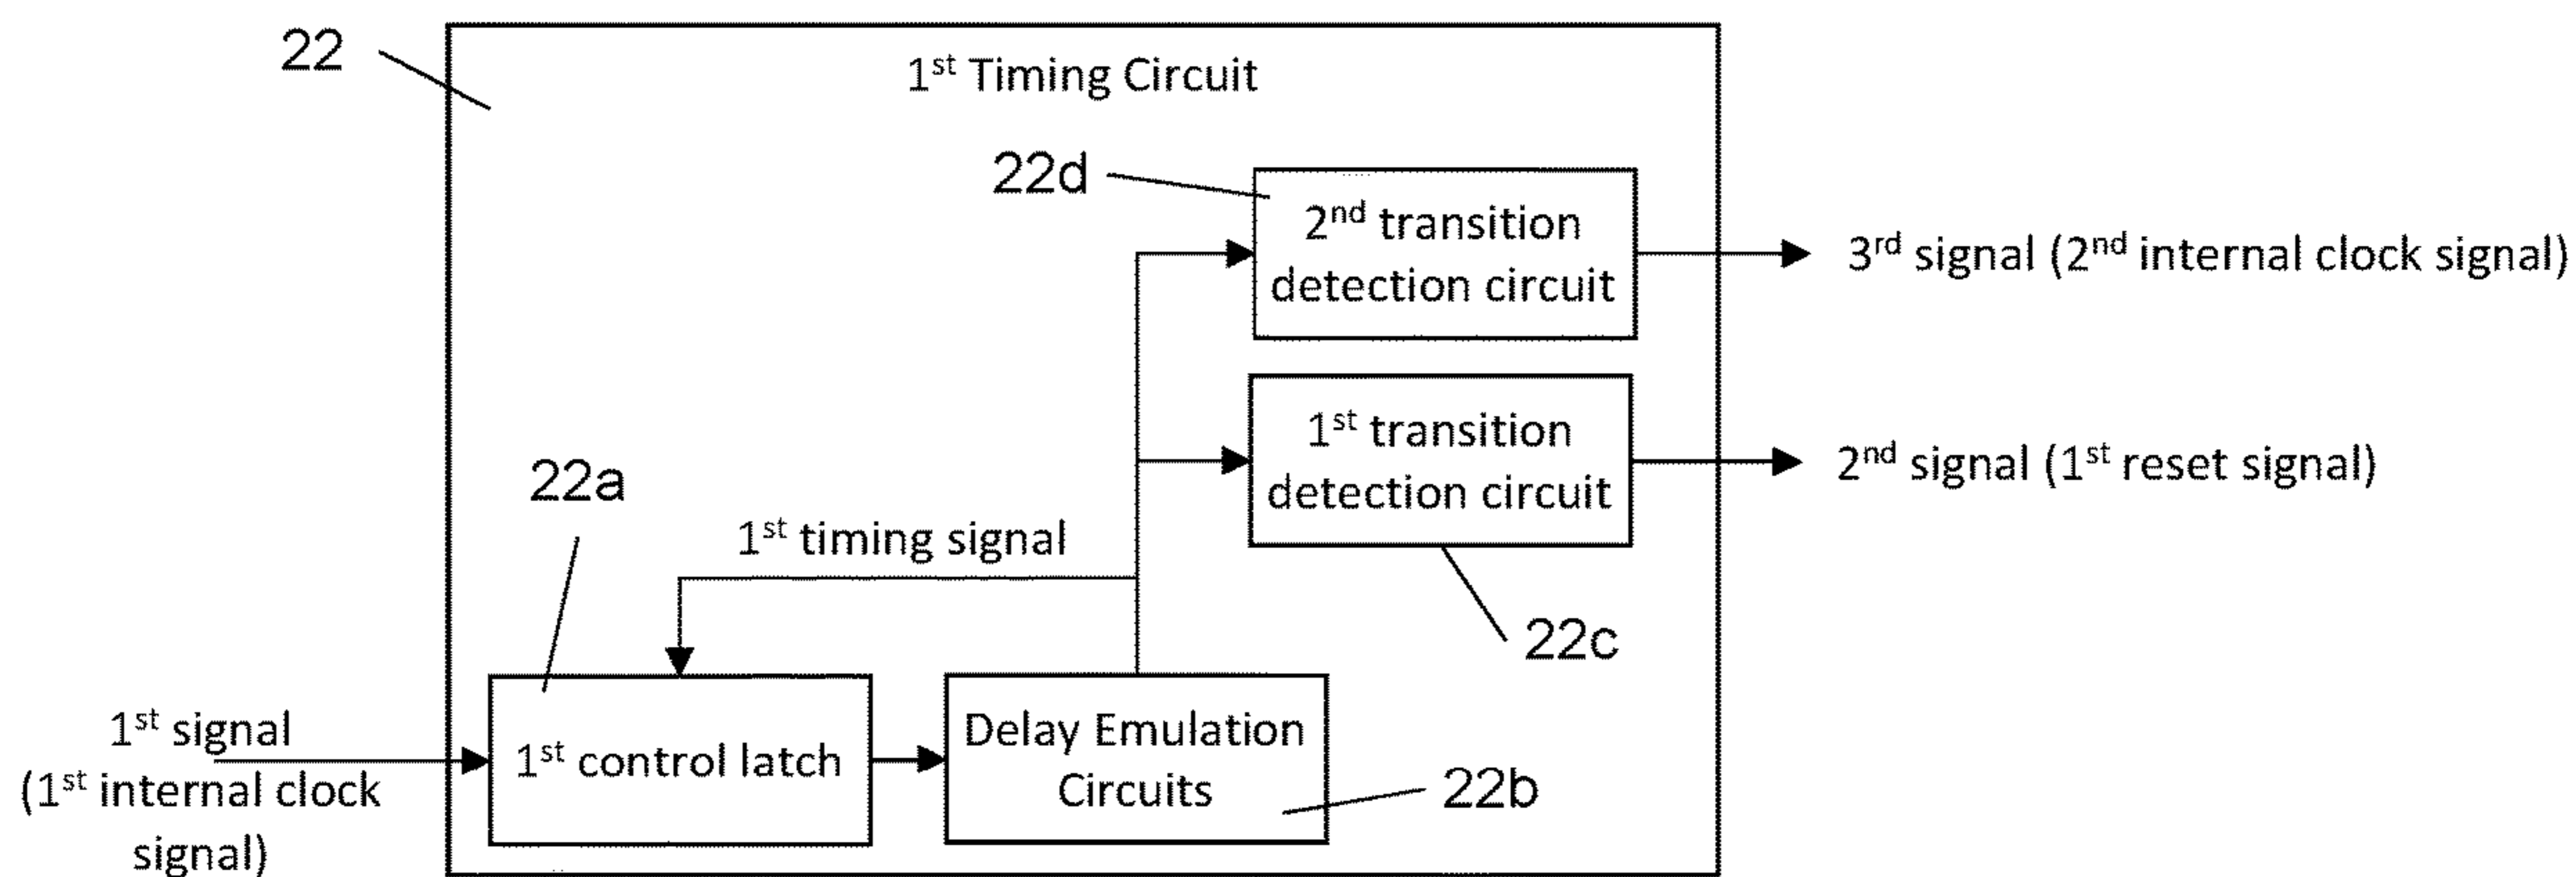 22
1st Timing Circuit
22d
2nd transition
detection circuit
3rd signal (2nd internal clock signal)
1st transition
detection circuit
2nd signal (1st reset signal)
22a
1st timing signal
22c
1st signal
(1st internal clock
signal)
1st control latch
Delay Emulation
Circuits
22b